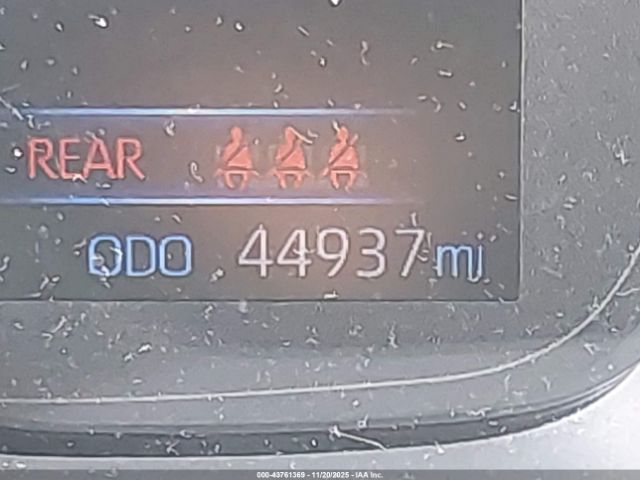 REAR
ODO 44937 mi
000-43761369 - 11/20/2025 - IAA Inc.